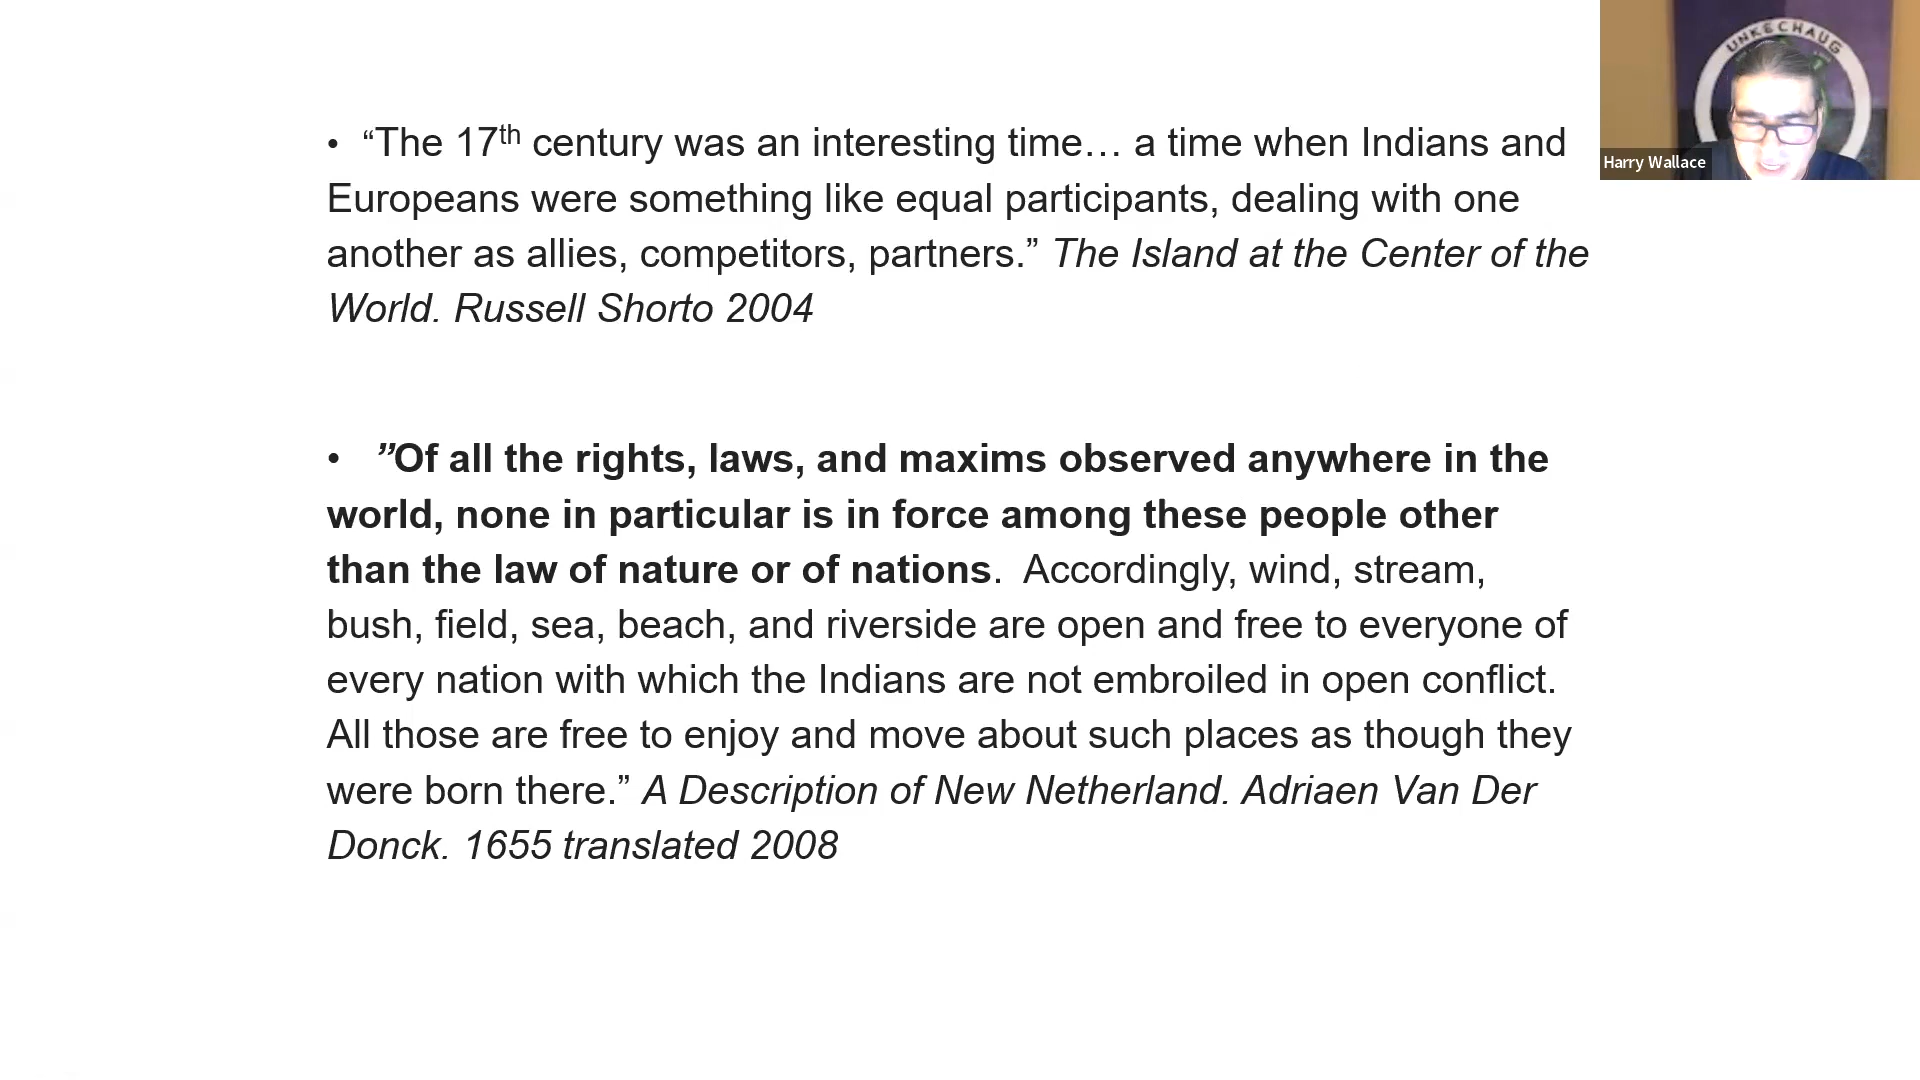 UNKECHAUG
Harry Wallace
• “The 17th century was an interesting time… a time when Indians and
Europeans were something like equal participants, dealing with one
another as allies, competitors, partners.” The Island at the Center of the
World. Russell Shorto 2004
• ”Of all the rights, laws, and maxims observed anywhere in the
world, none in particular is in force among these people other
than the law of nature or of nations. Accordingly, wind, stream,
bush, field, sea, beach, and riverside are open and free to everyone of
every nation with which the Indians are not embroiled in open conflict.
All those are free to enjoy and move about such places as though they
were born there.” A Description of New Netherland. Adriaen Van Der
Donck. 1655 translated 2008